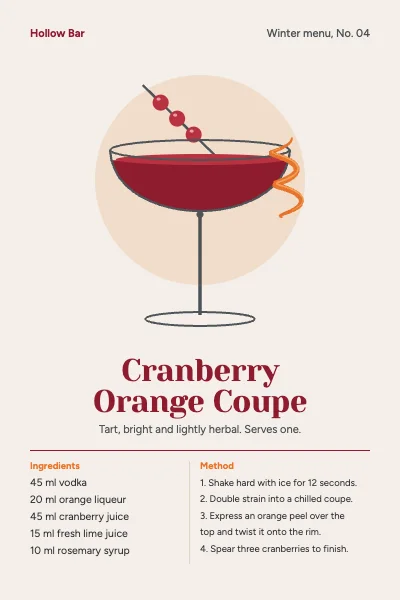 Hollow Bar
Winter menu, No. 04
Cranberry
Orange Coupe
Tart, bright and lightly herbal. Serves one.
Ingredients
45 ml vodka
20 ml orange liqueur
45 ml cranberry juice
15 ml fresh lime juice
10 ml rosemary syrup
Method
1. Shake hard with ice for 12 seconds.
2. Double strain into a chilled coupe.
3. Express an orange peel over the
top and twist it onto the rim.
4. Spear three cranberries to finish.